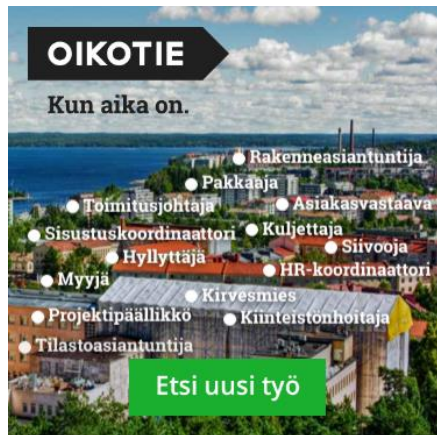 OIKOTIE
Kun aika on.
Rakenneasiantuntija
Pakkaaja
Toimitusjohtaja
Asiakasvastaava
Sisustuskoordinaattori
Kuljettaja
Siivooja
Hyllyttäjä
HR-koordinaattori
Myyjä
Kirvesmies
Projektipäällikkö
Kiinteistönhoitaja
Tilastoasiantuntija
Etsi uusi työ